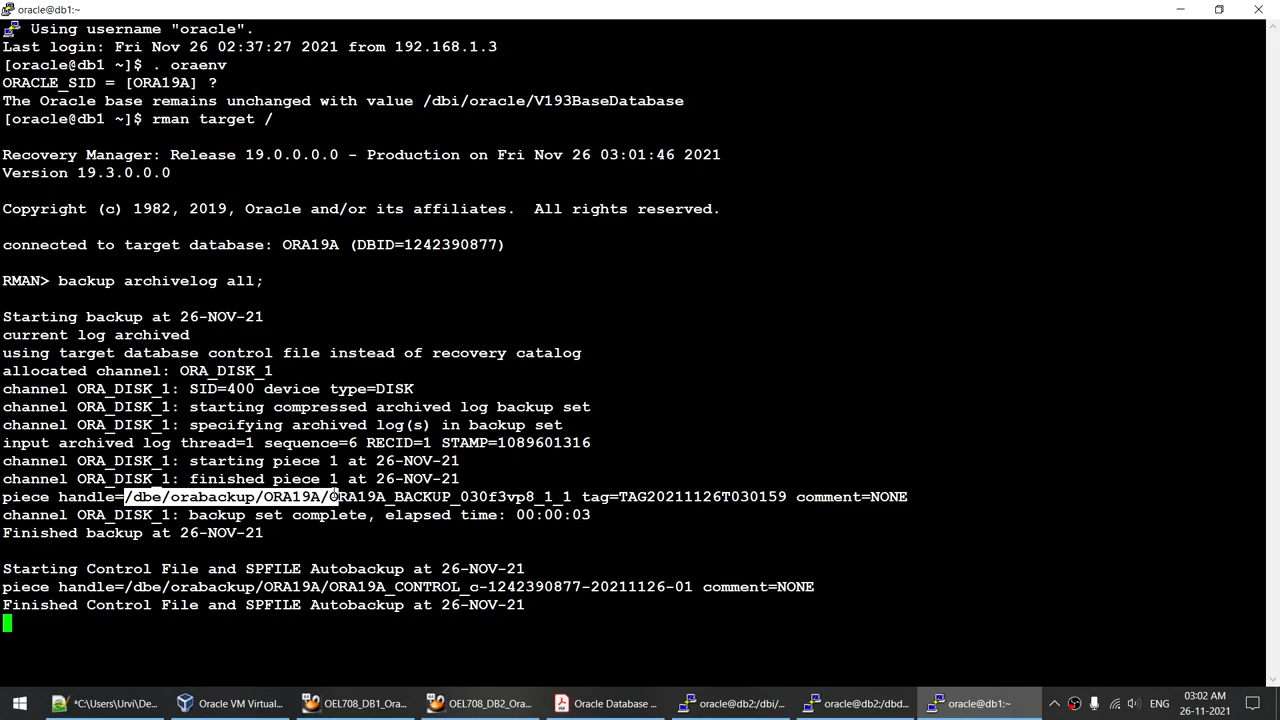 oracle@db1:~
Using username "oracle".
Last login: Fri Nov 26 02:37:27 2021 from 192.168.1.3
[oracle@db1 ~]$ . oraenv
ORACLE_SID = [ORA19A] ?
The Oracle base remains unchanged with value /dbi/oracle/V193BaseDatabase
[oracle@db1 ~]$ rman target /
Recovery Manager: Release 19.0.0.0.0 - Production on Fri Nov 26 03:01:46 2021
Version 19.3.0.0.0
Copyright (c) 1982, 2019, Oracle and/or its affiliates.  All rights reserved.
connected to target database: ORA19A (DBID=1242390877)
RMAN> backup archivelog all;
Starting backup at 26-NOV-21
current log archived
using target database control file instead of recovery catalog
allocated channel: ORA_DISK_1
channel ORA_DISK_1: SID=400 device type=DISK
channel ORA_DISK_1: starting compressed archived log backup set
channel ORA_DISK_1: specifying archived log(s) in backup set
input archived log thread=1 sequence=6 RECID=1 STAMP=1089601316
channel ORA_DISK_1: starting piece 1 at 26-NOV-21
channel ORA_DISK_1: finished piece 1 at 26-NOV-21
piece handle=/dbe/orabackup/ORA19A/ORA19A_BACKUP_030f3vp8_1_1 tag=TAG20211126T030159 comment=NONE
channel ORA_DISK_1: backup set complete, elapsed time: 00:00:03
Finished backup at 26-NOV-21
Starting Control File and SPFILE Autobackup at 26-NOV-21
piece handle=/dbe/orabackup/ORA19A/ORA19A_CONTROL_c-1242390877-20211126-01 comment=NONE
Finished Control File and SPFILE Autobackup at 26-NOV-21
*C:\Users\Urvi\De... Oracle VM Virtual... OEL708_DB1_Ora... OEL708_DB2_Ora... Oracle Database ... oracle@db2:/dbi/... oracle@db2:/dbd... oracle@db1:~ ENG 03:02 AM
26-11-2021